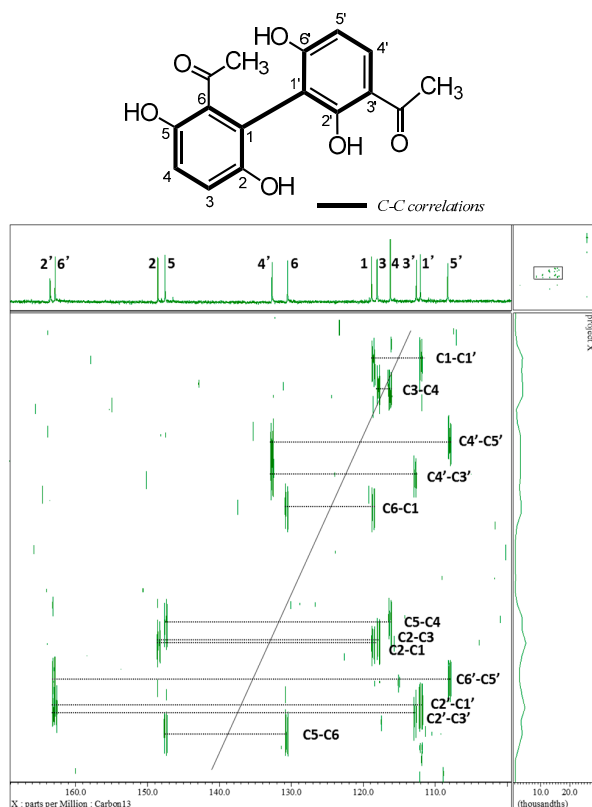 5'
HO 6' 4'
O CH3
1' 3' CH3
6
HO 2'
5 1 OH O
4 2 OH
3
C-C correlations
2' 6' 2 5 4' 6 1 3 4 3' 1' 5'
C1-C1'
C3-C4
C4'-C5'
C4'-C3'
C6-C1
C5-C4
C2-C3
C2-C1
C6'-C5'
C2'-C1'
C2'-C3'
C5-C6
160.0 150.0 140.0 130.0 120.0 110.0 100.0
X : parts per Million : Carbon13
project X
10.0 20.0
(thousandths)